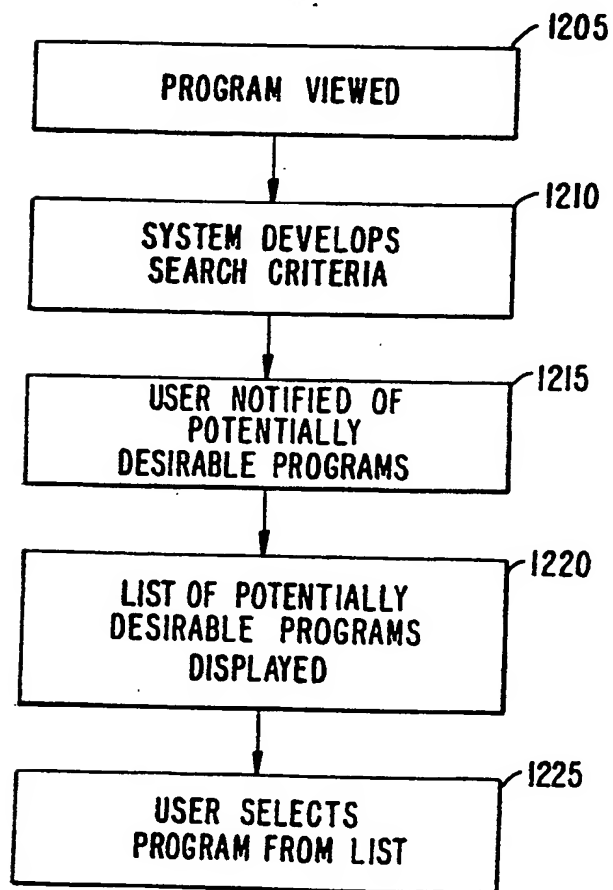 1205
PROGRAM VIEWED
1210
SYSTEM DEVELOPS
SEARCH CRITERIA
1215
USER NOTIFIED OF
POTENTIALLY
DESIRABLE PROGRAMS
1220
LIST OF POTENTIALLY
DESIRABLE PROGRAMS
DISPLAYED
1225
USER SELECTS
PROGRAM FROM LIST